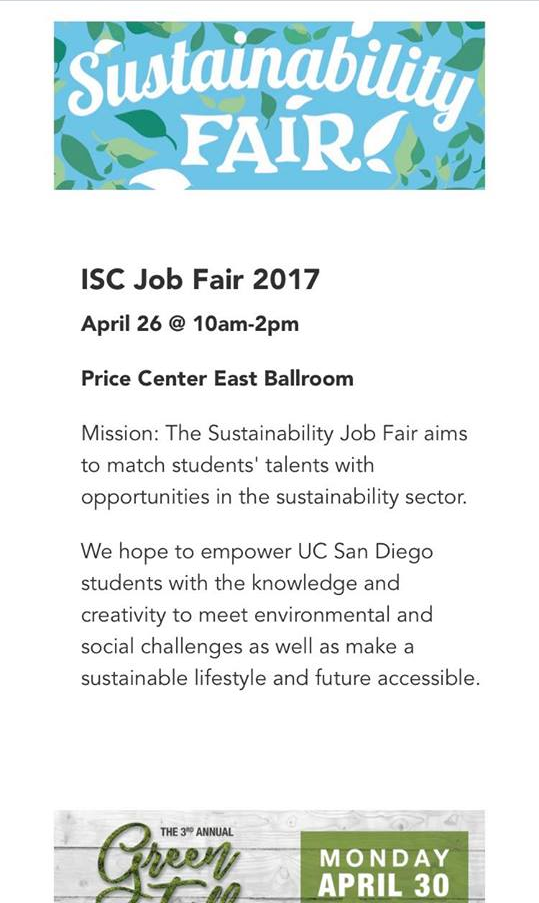 Sustainability
FAIR
ISC Job Fair 2017
April 26 @ 10am-2pm
Price Center East Ballroom
Mission: The Sustainability Job Fair aims
to match students' talents with
opportunities in the sustainability sector.
We hope to empower UC San Diego
students with the knowledge and
creativity to meet environmental and
social challenges as well as make a
sustainable lifestyle and future accessible.
THE 3RD ANNUAL
Green
MONDAY
APRIL 30